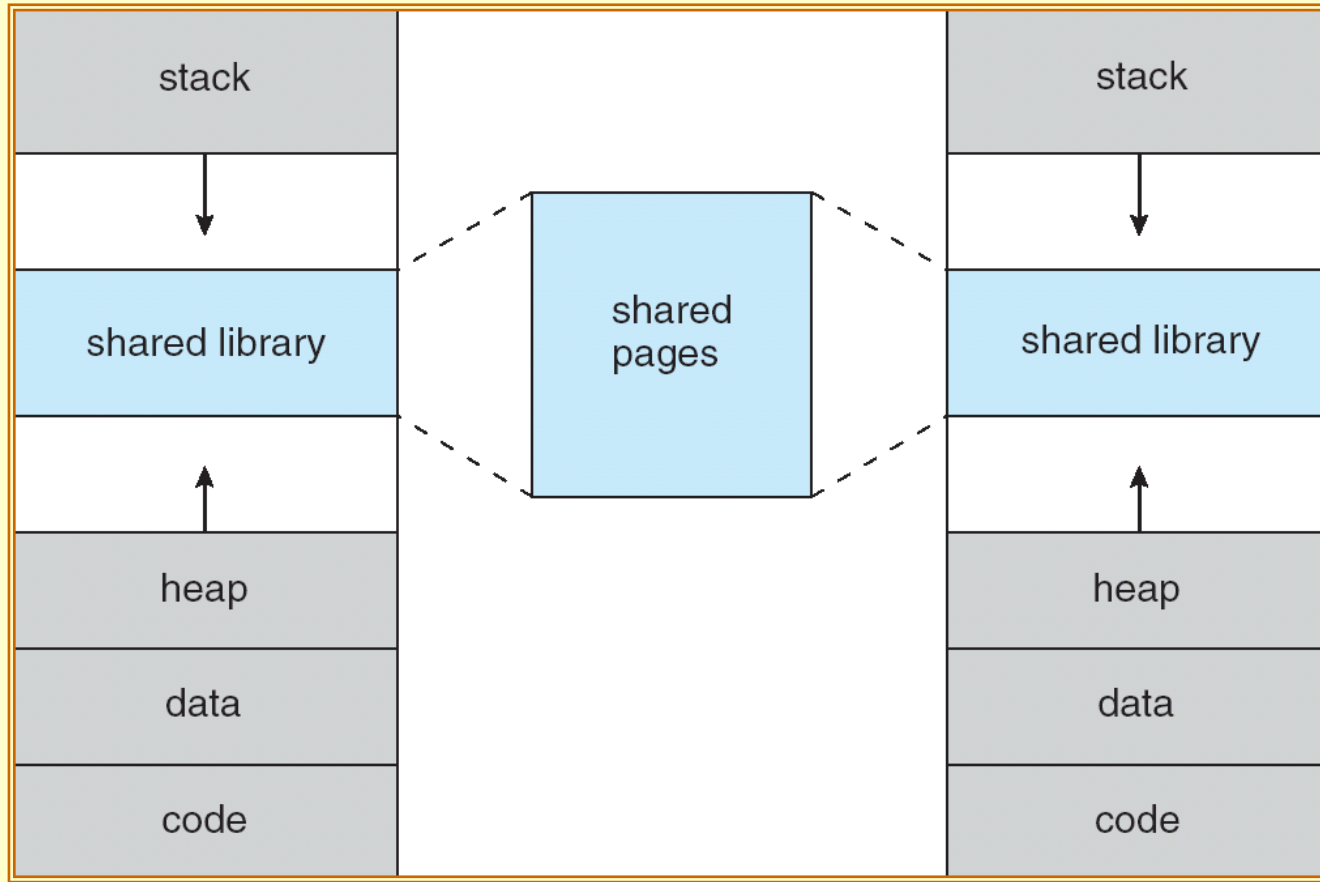 stack
shared library
heap
data
code
shared
pages
stack
shared library
heap
data
code